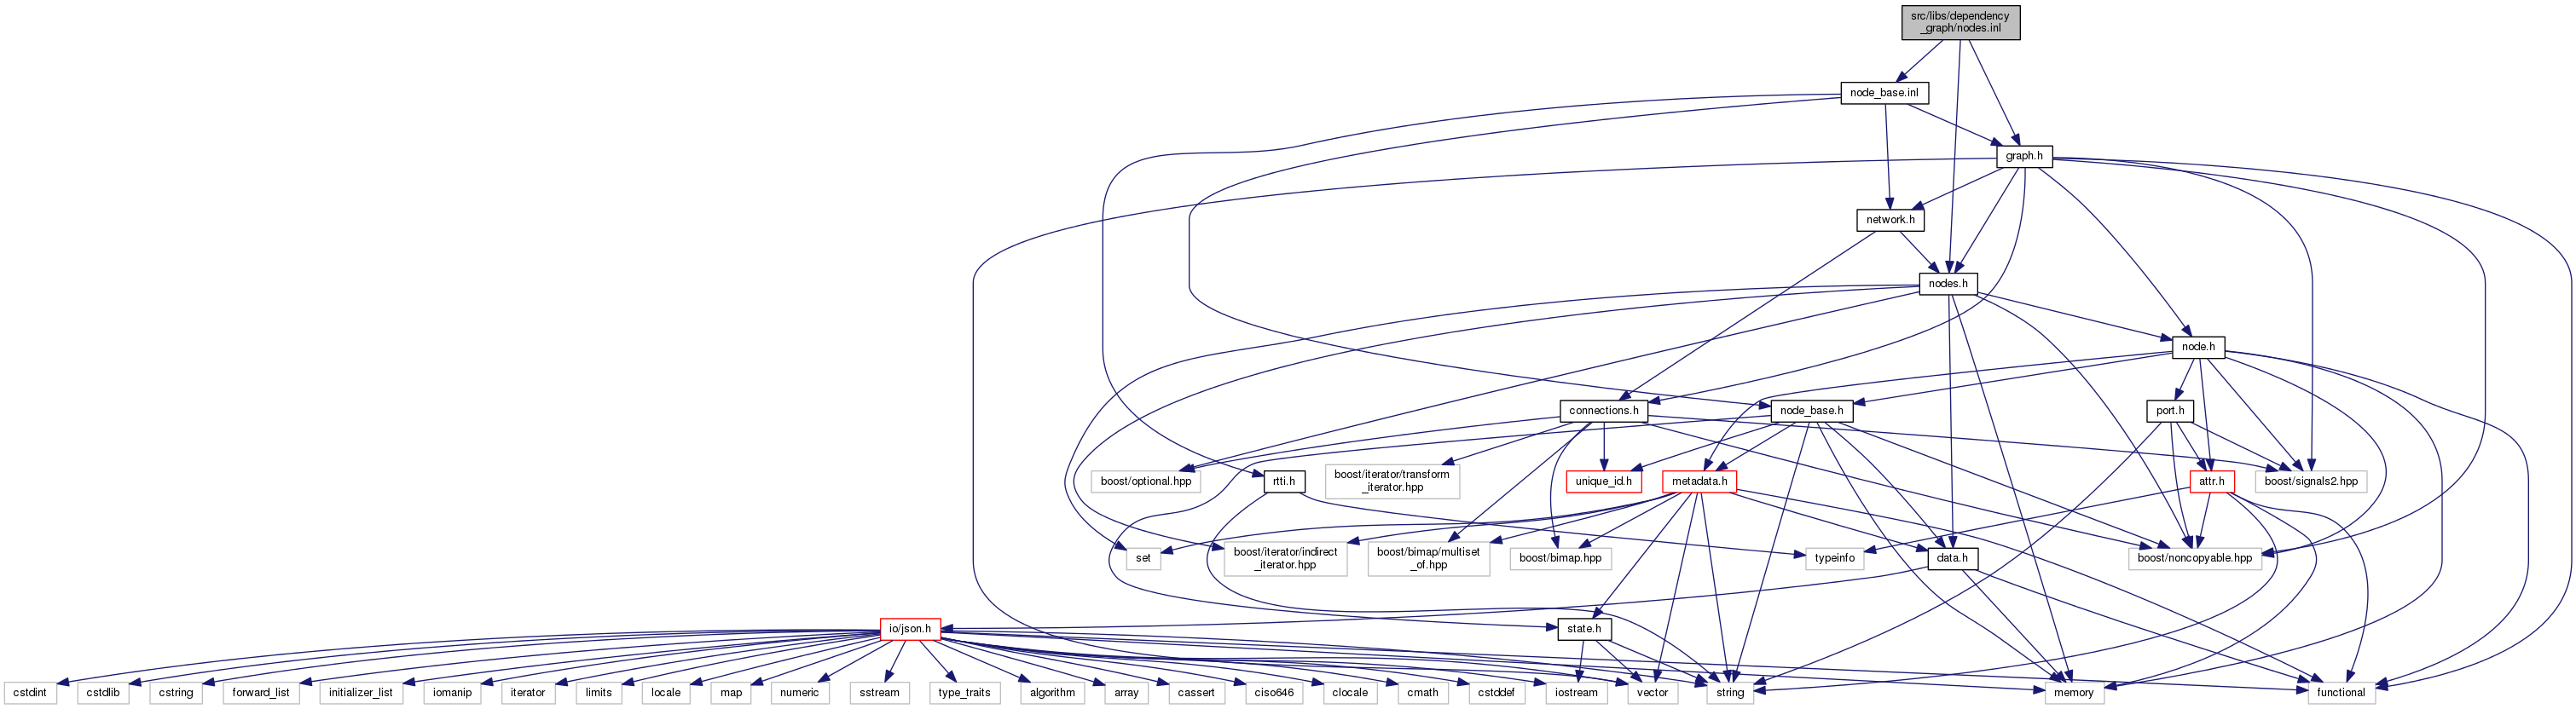 src/libs/dependency
_graph/nodes.inl
node_base.inl
graph.h
network.h
nodes.h
node.h
connections.h
node_base.h
port.h
boost/optional.hpp
rtti.h
boost/iterator/transform
_iterator.hpp
unique_id.h
metadata.h
attr.h
boost/signals2.hpp
set
boost/iterator/indirect
_iterator.hpp
boost/bimap/multiset
_of.hpp
boost/bimap.hpp
typeinfo
data.h
boost/noncopyable.hpp
io/json.h
state.h
cstdint
cstdlib
cstring
forward_list
initializer_list
iomanip
iterator
limits
locale
map
numeric
sstream
type_traits
algorithm
array
cassert
ciso646
clocale
cmath
cstddef
iostream
vector
string
memory
functional